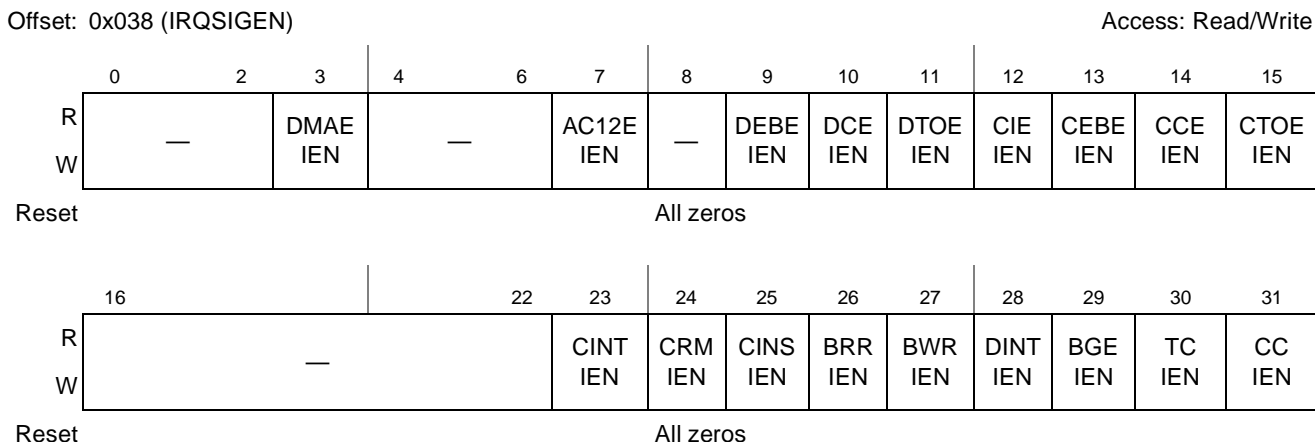 Offset: 0x038 (IRQSIGEN) Access: Read/Write
0 2 3 4 6 7 8 9 10 11 12 13 14 15
R
W
— DMAE IEN — AC12E IEN — DEBE IEN DCE IEN DTOE IEN CIE IEN CEBE IEN CCE IEN CTOE IEN
Reset All zeros
16 22 23 24 25 26 27 28 29 30 31
R
W
— CINT IEN CRM IEN CINS IEN BRR IEN BWR IEN DINT IEN BGE IEN TC IEN CC IEN
Reset All zeros